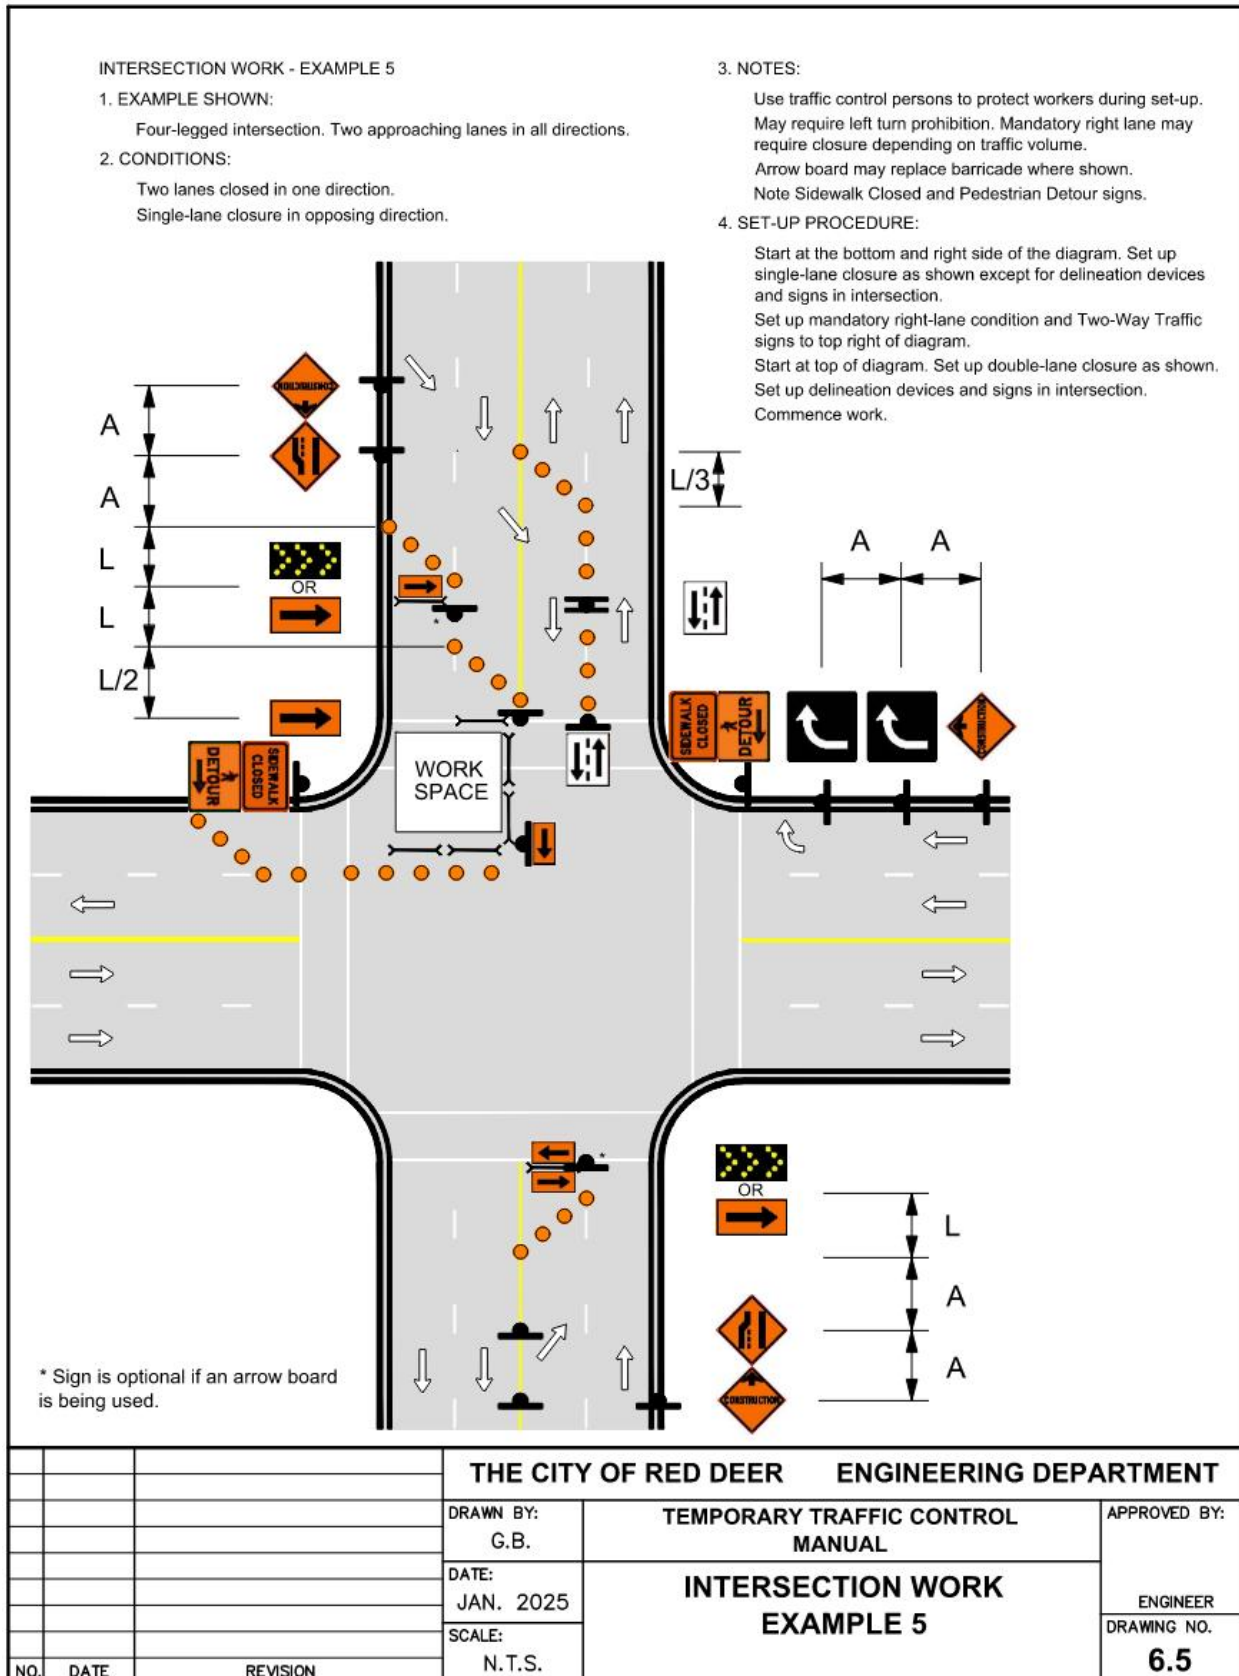 INTERSECTION WORK - EXAMPLE 5
1. EXAMPLE SHOWN:
Four-legged intersection. Two approaching lanes in all directions.
2. CONDITIONS:
Two lanes closed in one direction.
Single-lane closure in opposing direction.
3. NOTES:
Use traffic control persons to protect workers during set-up.
May require left turn prohibition. Mandatory right lane may
require closure depending on traffic volume.
Arrow board may replace barricade where shown.
Note Sidewalk Closed and Pedestrian Detour signs.
4. SET-UP PROCEDURE:
Start at the bottom and right side of the diagram. Set up
single-lane closure as shown except for delineation devices
and signs in intersection.
Set up mandatory right-lane condition and Two-Way Traffic
signs to top right of diagram.
Start at top of diagram. Set up double-lane closure as shown.
Set up delineation devices and signs in intersection.
Commence work.
CONSTRUCTION
A
A
L
OR
L
L/2
*
L/3
A A
SIDEWALK
CLOSED
DETOUR
CONSTRUCTION
DETOUR
SIDEWALK
CLOSED
WORK
SPACE
*
OR
L
A
A
CONSTRUCTION
* Sign is optional if an arrow board
is being used.
THE CITY OF RED DEER ENGINEERING DEPARTMENT
DRAWN BY:
G.B.
TEMPORARY TRAFFIC CONTROL
MANUAL
APPROVED BY:
DATE:
JAN. 2025
INTERSECTION WORK
EXAMPLE 5
ENGINEER
SCALE:
N.T.S.
DRAWING NO.
6.5
NO. DATE REVISION